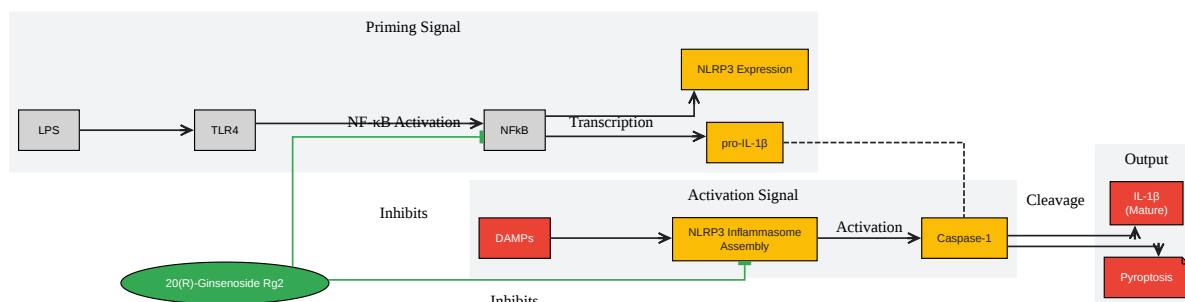 Priming Signal
NLRP3 Expression
LPS
TLR4
NF-κB Activation
NFkB
Transcription
pro-IL-1β
Output
Activation Signal
Cleavage
IL-1β
(Mature)
Inhibits
DAMPs
NLRP3 Inflammasome
Assembly
Activation
Caspase-1
Pyroptosis
20(R)-Ginsenoside Rg2
Inhibits